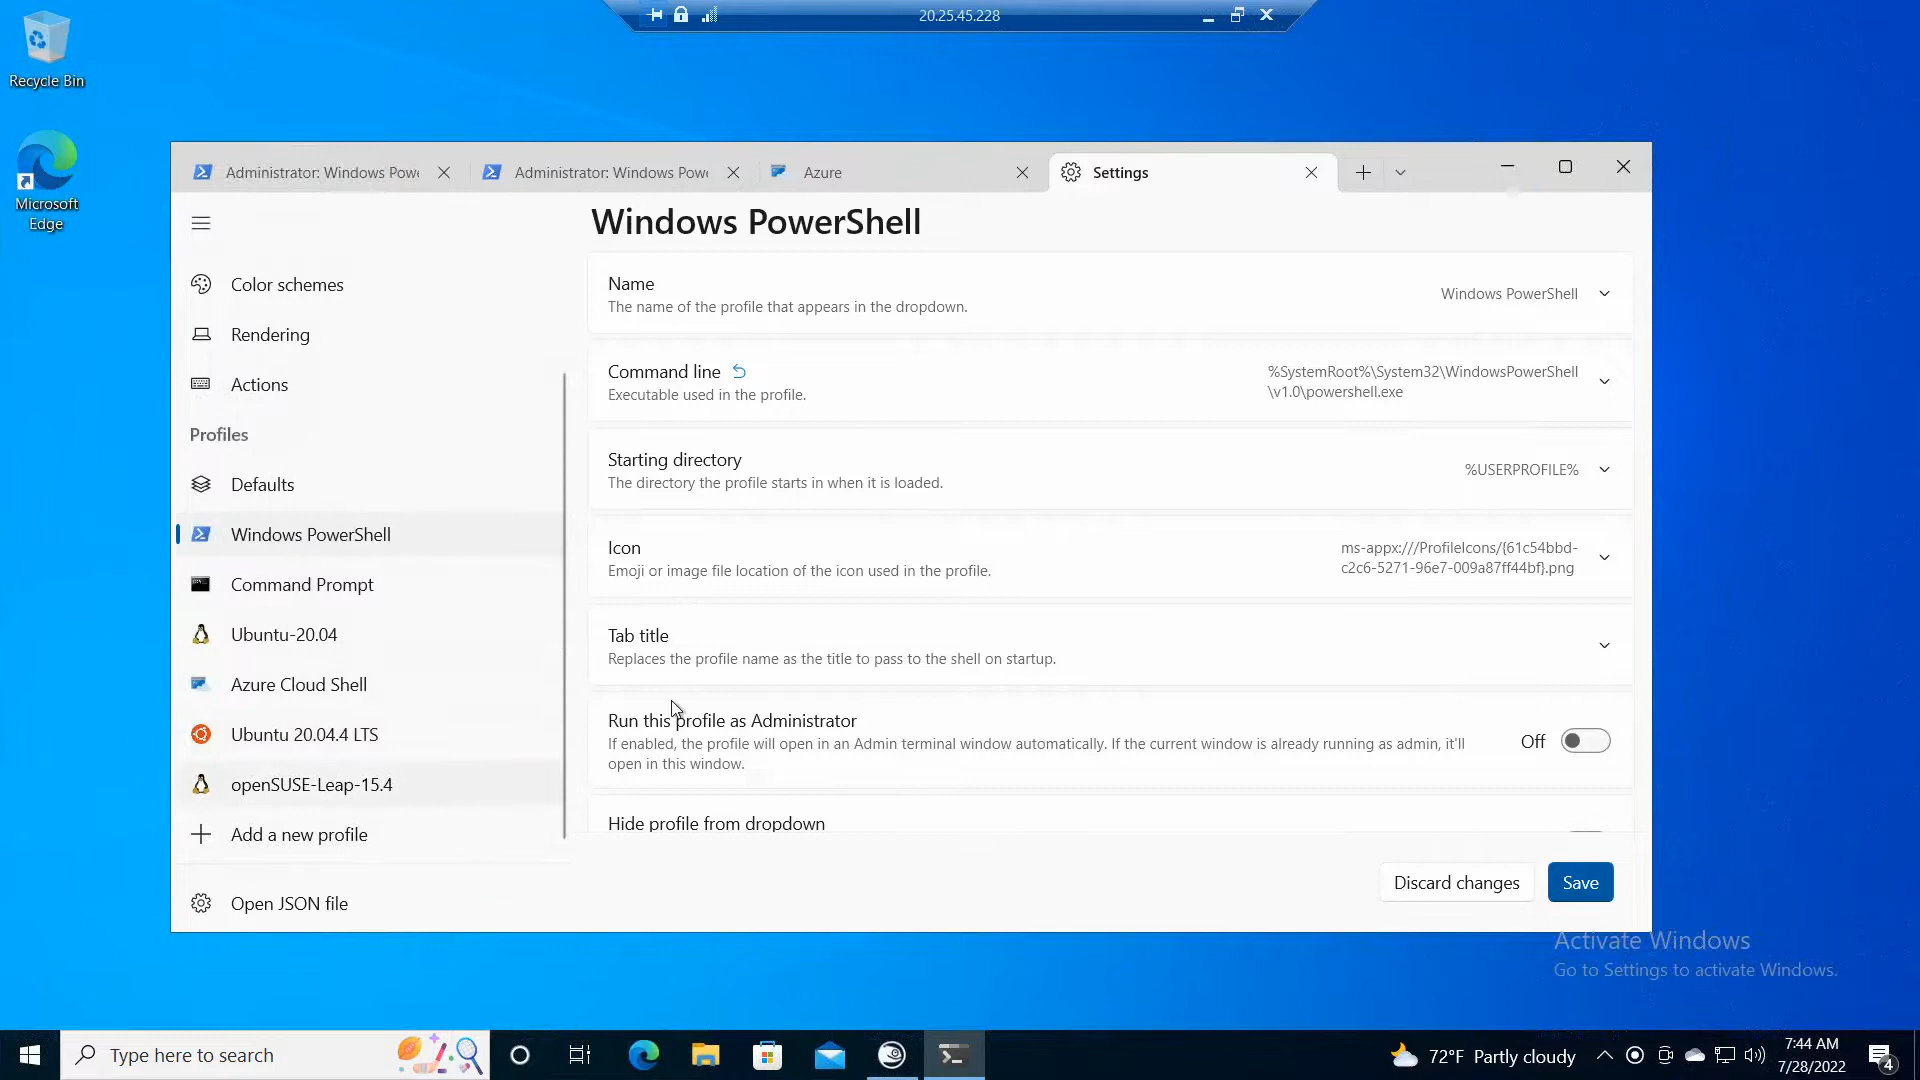 20.25.45.228
Recycle Bin
Microsoft
Edge
Administrator: Windows Pow
Administrator: Windows Powe
Azure
Settings
Windows PowerShell
Color schemes
Rendering
Actions
Profiles
Defaults
Windows PowerShell
Command Prompt
Ubuntu-20.04
Azure Cloud Shell
Ubuntu 20.04.4 LTS
openSUSE-Leap-15.4
Add a new profile
Open JSON file
Name
The name of the profile that appears in the dropdown.
Windows PowerShell
Command line
Executable used in the profile.
%SystemRoot%\System32\WindowsPowerShell
\v1.0\powershell.exe
Starting directory
The directory the profile starts in when it is loaded.
%USERPROFILE%
Icon
Emoji or image file location of the icon used in the profile.
ms-appx:///ProfileIcons/{61c54bbd-
c2c6-5271-96e7-009a87ff44bf}.png
Tab title
Replaces the profile name as the title to pass to the shell on startup.
Run this profile as Administrator
If enabled, the profile will open in an Admin terminal window automatically. If the current window is already running as admin, it'll
open in this window.
Off
Hide profile from dropdown
Discard changes
Save
Activate Windows
Go to Settings to activate Windows.
Type here to search
72°F Partly cloudy
7:44 AM
7/28/2022
4